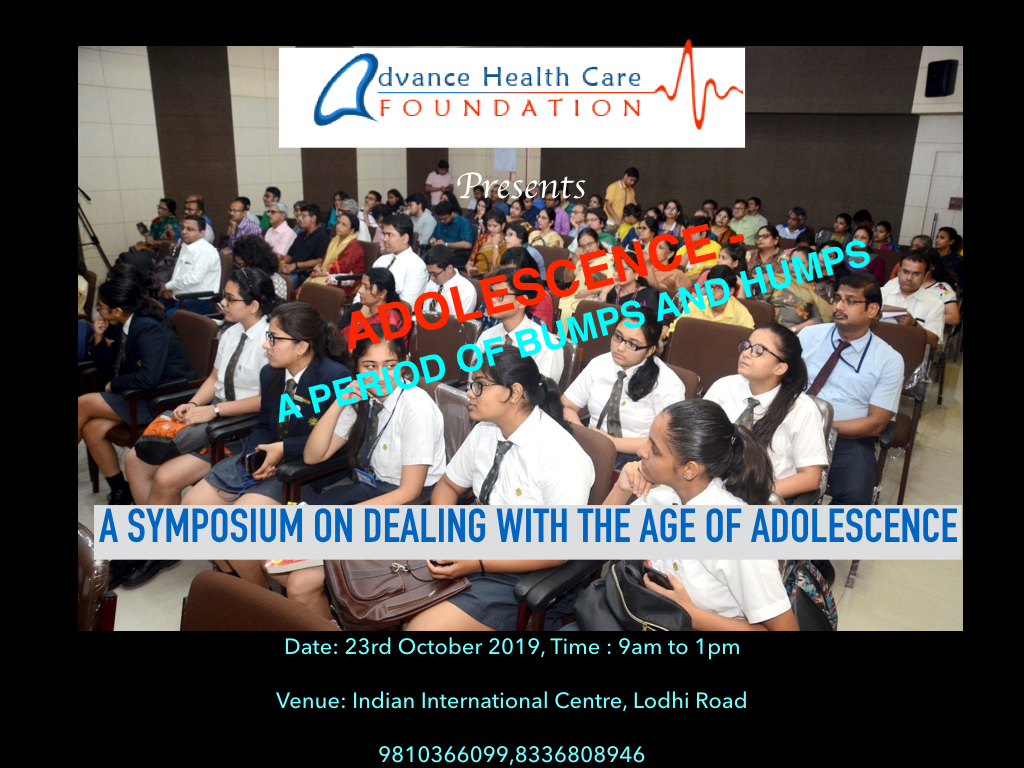 Advance Health Care
FOUNDATION
Presents
ADOLESCENCE -
A PERIOD OF BUMPS AND HUMPS
A SYMPOSIUM ON DEALING WITH THE AGE OF ADOLESCENCE
Date: 23rd October 2019, Time : 9am to 1pm
Venue: Indian International Centre, Lodhi Road
9810366099,8336808946